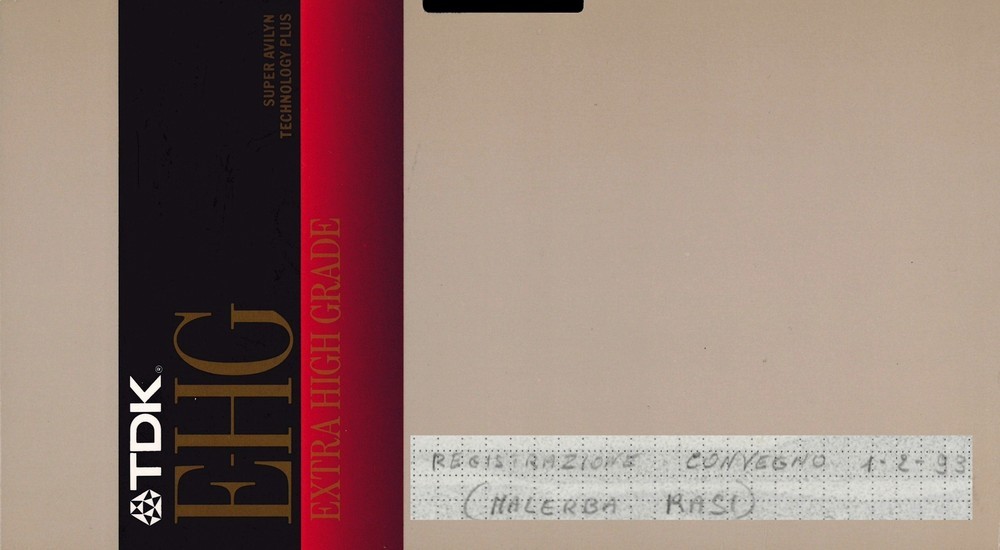 SUPER AVILYN
TECHNOLOGY PLUS
TDK®
EHG
EXTRA HIGH GRADE
REGISTRAZIONE CONVEGNO 1-2-93
(MALERBA RASI)